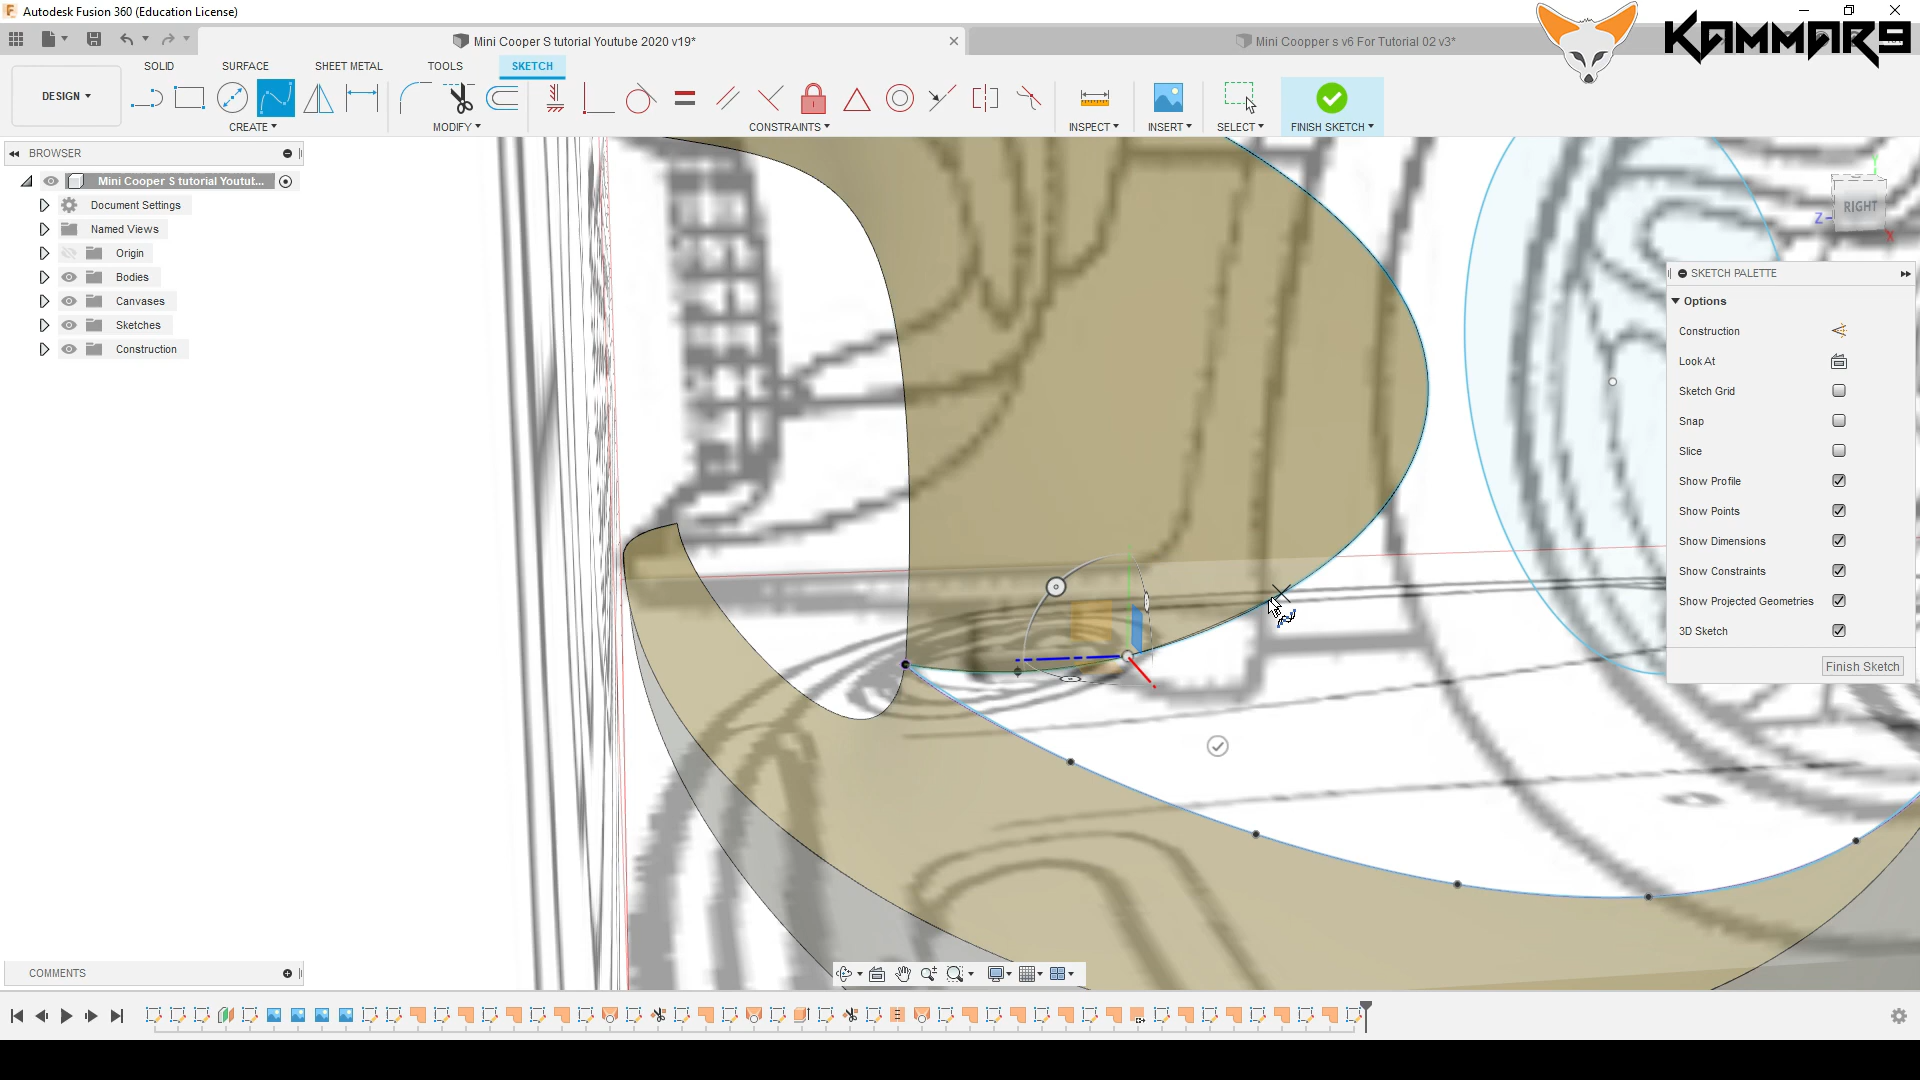 Autodesk Fusion 360 (Education License)
KAMMAR9
Mini Cooper S tutorial Youtube 2020 v19*
Mini Coopper s v6 For Tutorial 02 v3*
SOLID
SURFACE
SHEET METAL
TOOLS
SKETCH
DESIGN
CREATE
MODIFY
CONSTRAINTS
INSPECT
INSERT
SELECT
FINISH SKETCH
BROWSER
Mini Cooper S tutorial Youtut...
Document Settings
Named Views
Origin
Bodies
Canvases
Sketches
Construction
RIGHT
Z
X
SKETCH PALETTE
Options
Construction
Look At
Sketch Grid
Snap
Slice
Show Profile
Show Points
Show Dimensions
Show Constraints
Show Projected Geometries
3D Sketch
Finish Sketch
COMMENTS